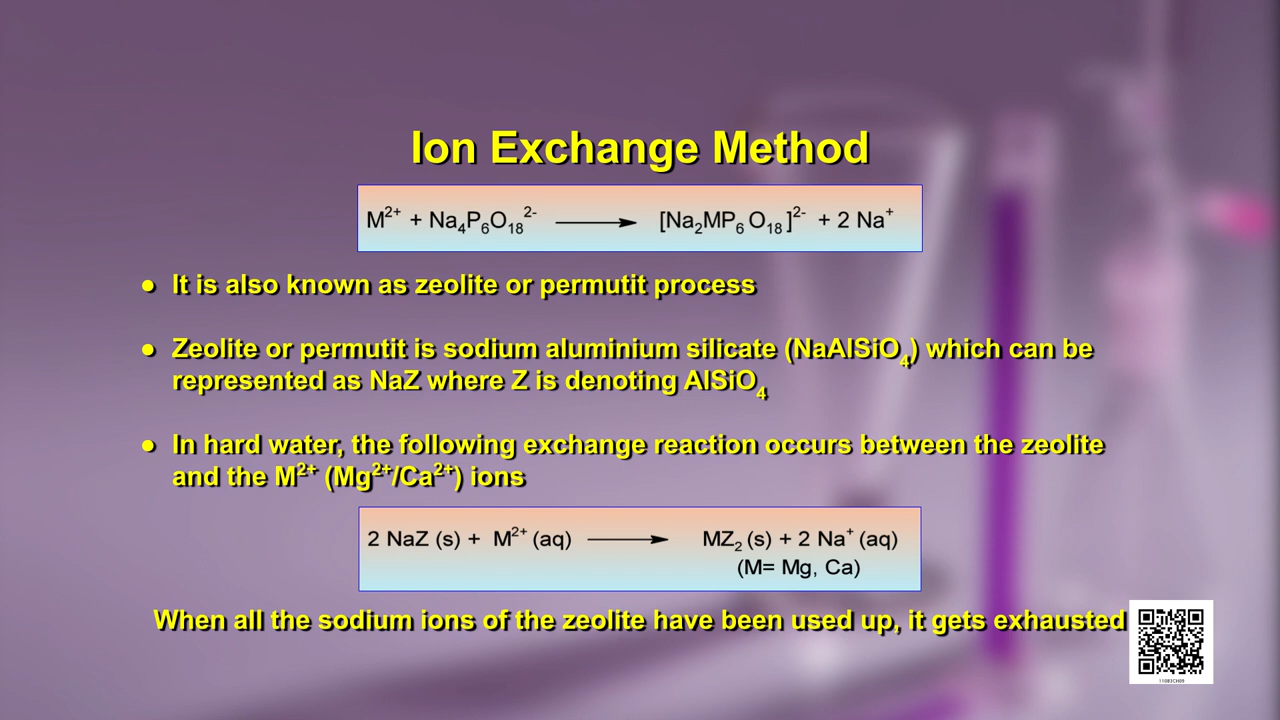 Ion Exchange Method
M²⁺ + Na₄P₆O₁₈²⁻ ⟶ [Na₂MP₆O₁₈]²⁻ + 2 Na⁺
● It is also known as zeolite or permutit process
● Zeolite or permutit is sodium aluminium silicate (NaAlSiO₄) which can be
represented as NaZ where Z is denoting AlSiO₄
● In hard water, the following exchange reaction occurs between the zeolite
and the M²⁺ (Mg²⁺/Ca²⁺) ions
2 NaZ (s) + M²⁺ (aq) ⟶ MZ₂ (s) + 2 Na⁺ (aq)
(M= Mg, Ca)
When all the sodium ions of the zeolite have been used up, it gets exhausted
11083CH09